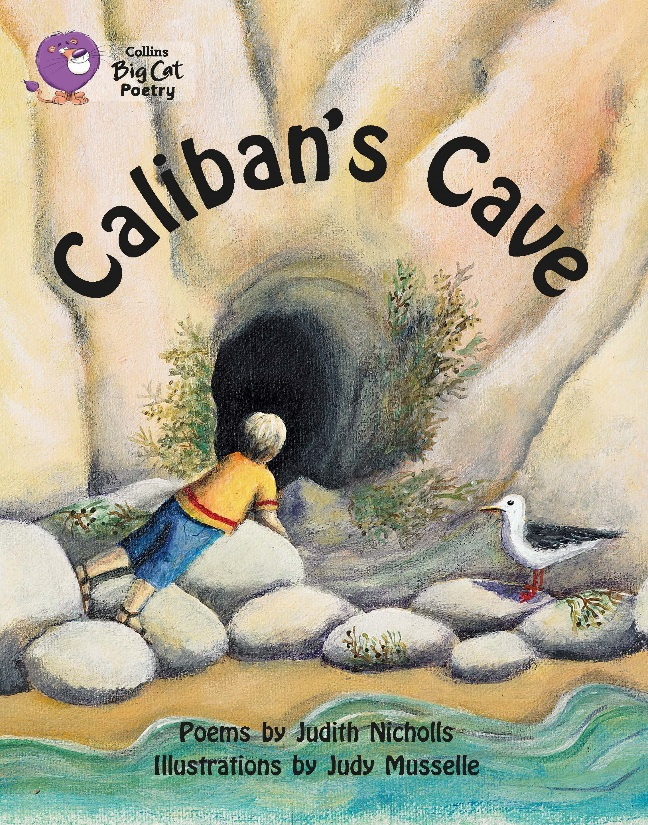 Collins
Big Cat
Poetry
Caliban's Cave
Poems by Judith Nicholls
Illustrations by Judy Musselle